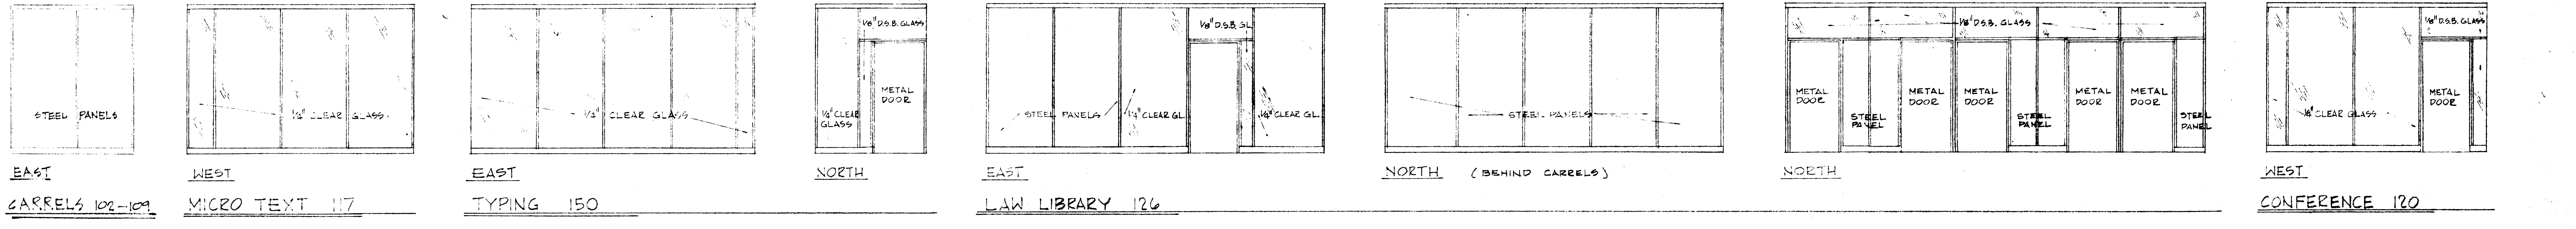 STEEL PANELS
EAST
CARRELS 102-109
CLEAR GLASS
WEST
MICRO TEXT 117
1/4" CLEAR GLASS
EAST
TYPING 150
1/8" D.S.B. GLASS
METAL
DOOR
1/4" CLEAR
GLASS
NORTH
1/8" D.S.B. GL.
STEEL PANELS
1/4" CLEAR GL.
1/4" CLEAR GL.
EAST
LAW LIBRARY 126
STEEL PANELS
NORTH (BEHIND CARRELS)
1/8" D.S.B. GLASS
METAL
DOOR
STEEL
PANEL
METAL
DOOR
METAL
DOOR
STEEL
PANEL
METAL
DOOR
METAL
DOOR
STEEL
PANEL
NORTH
1/8" D.S.B. GLASS
METAL
DOOR
CLEAR GLASS
WEST
CONFERENCE 120